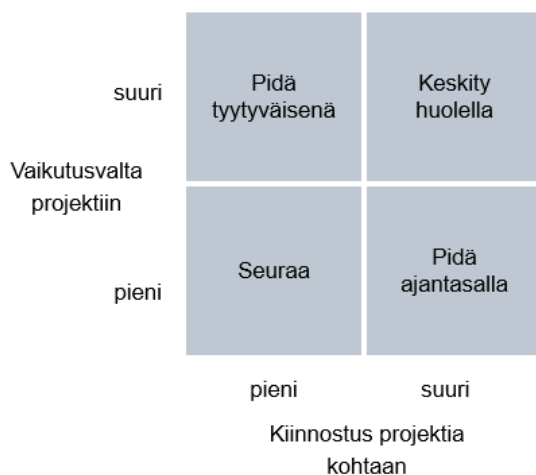 Pidä
tyytyväisenä
Keskity
huolella
suuri
Vaikutusvalta
projektiin
Seuraa
Pidä
ajantasalla
pieni
pieni
suuri
Kiinnostus projektia
kohtaan